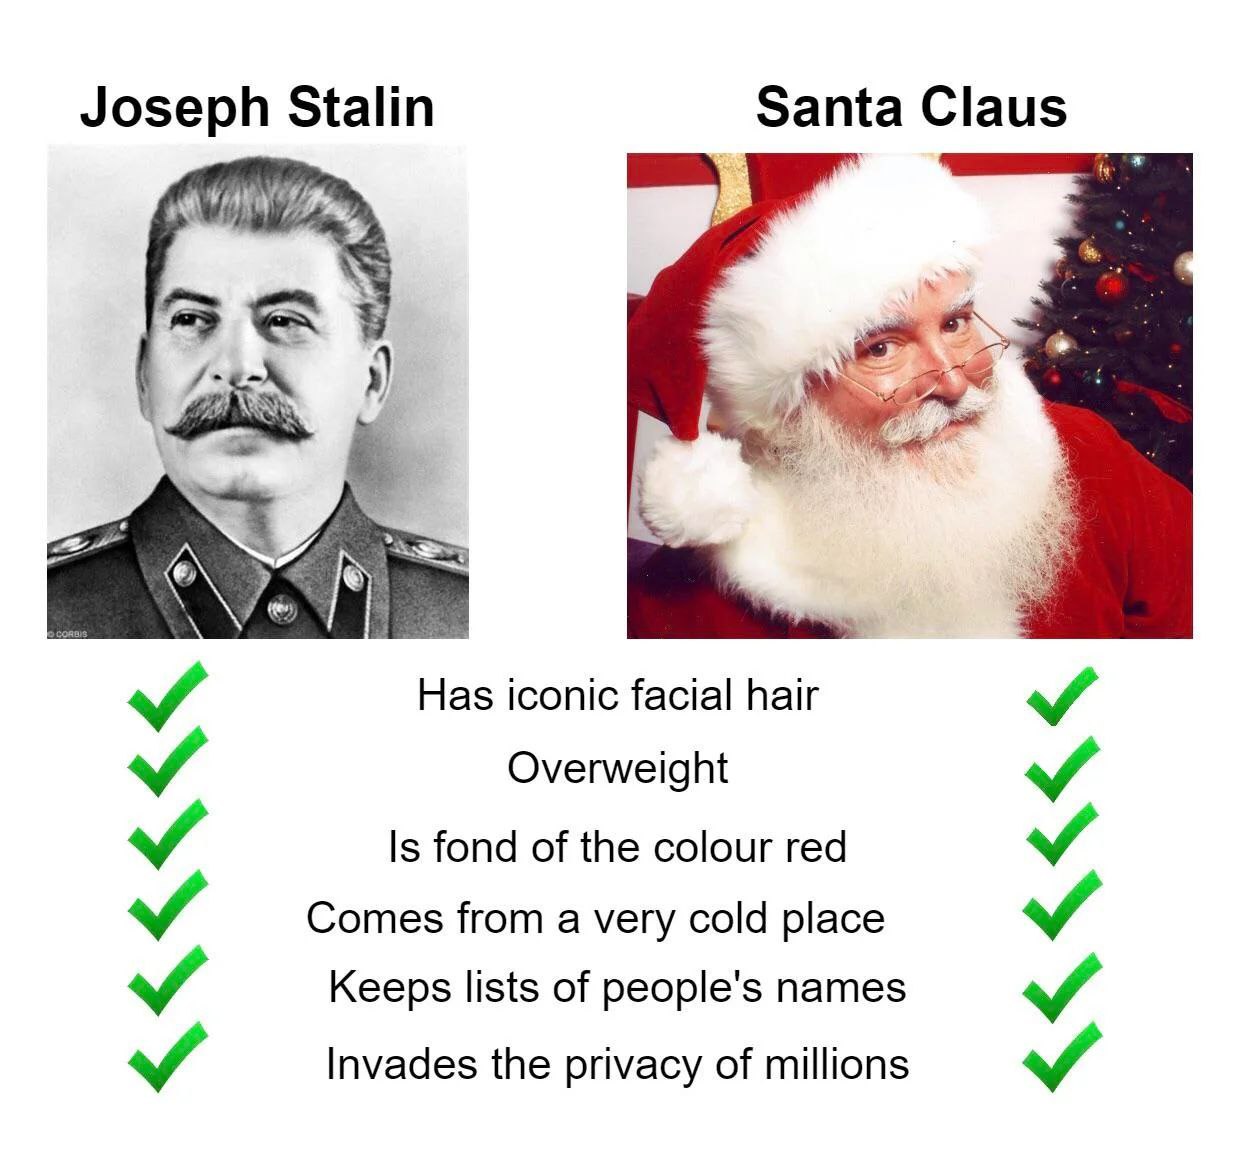 Joseph Stalin
Santa Claus
© CORBIS
Has iconic facial hair
Overweight
Is fond of the colour red
Comes from a very cold place
Keeps lists of people's names
Invades the privacy of millions